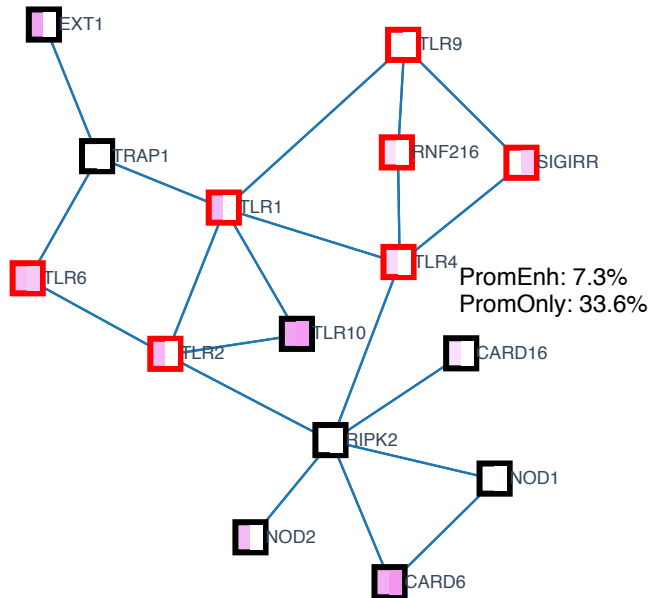 EXT1
TLR9
TRAP1
RNF216
SIGIRR
TLR1
TLR6
TLR4
PromEnh: 7.3%
PromOnly: 33.6%
TLR10
TLR2
CARD16
RIPK2
NOD1
NOD2
CARD6